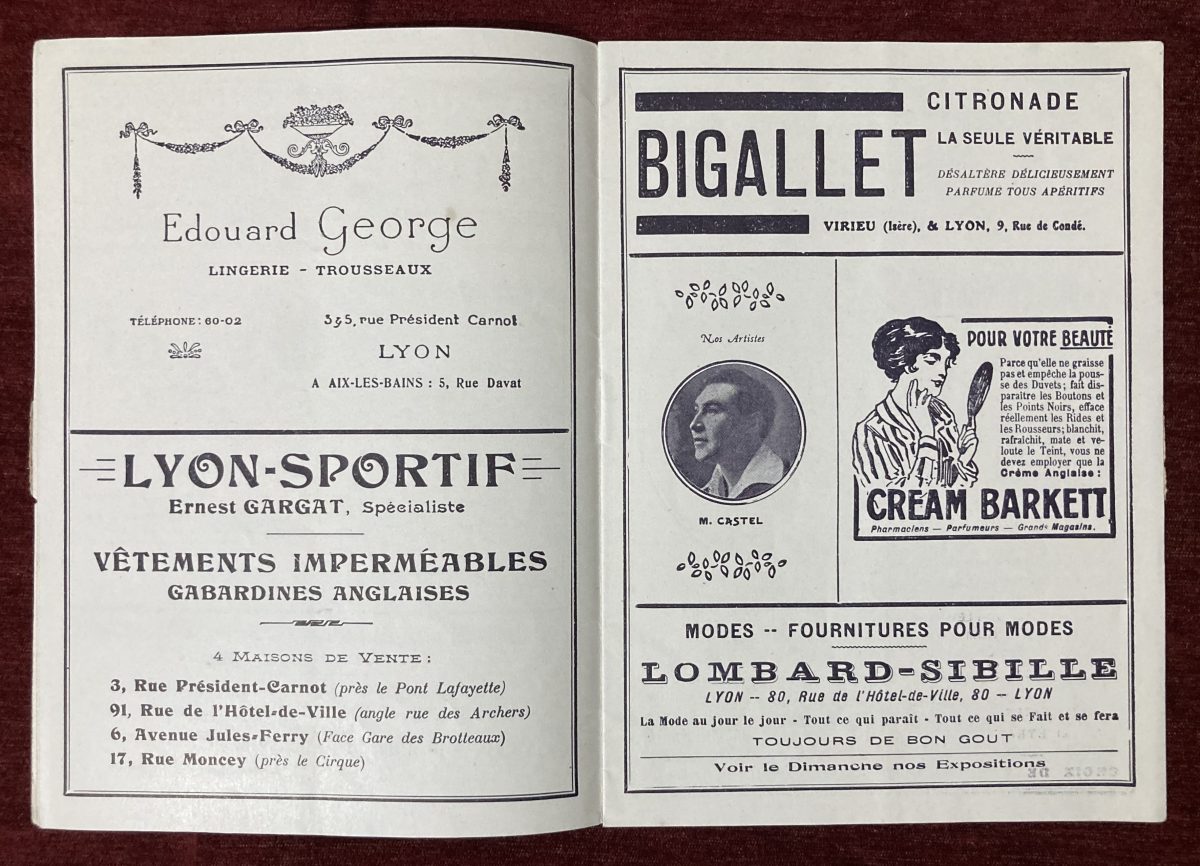 Edouard George
LINGERIE - TROUSSEAUX
TÉLÉPHONE : 60-02
3 & 5, rue Président Carnot
LYON
A AIX-LES-BAINS : 5, Rue Davat
LYON-SPORTIF
Ernest GARGAT, Spécialiste
VÊTEMENTS IMPERMÉABLES
GABARDINES ANGLAISES
4 MAISONS DE VENTE :
3, Rue Président-Carnot (près le Pont Lafayette)
91, Rue de l'Hôtel-de-Ville (angle rue des Archers)
6, Avenue Jules-Ferry (Face Gare des Brotteaux)
17, Rue Moncey (près le Cirque)
CITRONADE
BIGALLET
LA SEULE VÉRITABLE
DÉSALTÈRE DÉLICIEUSEMENT
PARFUME TOUS APÉRITIFS
VIRIEU (Isère), & LYON, 9, Rue de Condé.
Nos Artistes
M. CASTEL
POUR VOTRE BEAUTÉ
Parce qu'elle ne graisse
pas et empêche la pous-
se des Duvets; fait dis-
paraître les Boutons et
les Points Noirs, efface
réellement les Rides et
les Rousseurs; blanchit,
rafraîchit, mate et ve-
loute le Teint, vous ne
devez employer que la
Crême Anglaise :
CREAM BARKETT
Pharmaciens — Parfumeurs — Grands Magasins.
MODES -- FOURNITURES POUR MODES
LOMBARD-SIBILLE
LYON -- 80, Rue de l'Hôtel-de-Ville, 80 -- LYON
La Mode au jour le jour - Tout ce qui parait - Tout ce qui se Fait et se fera
TOUJOURS DE BON GOUT
Voir le Dimanche nos Expositions